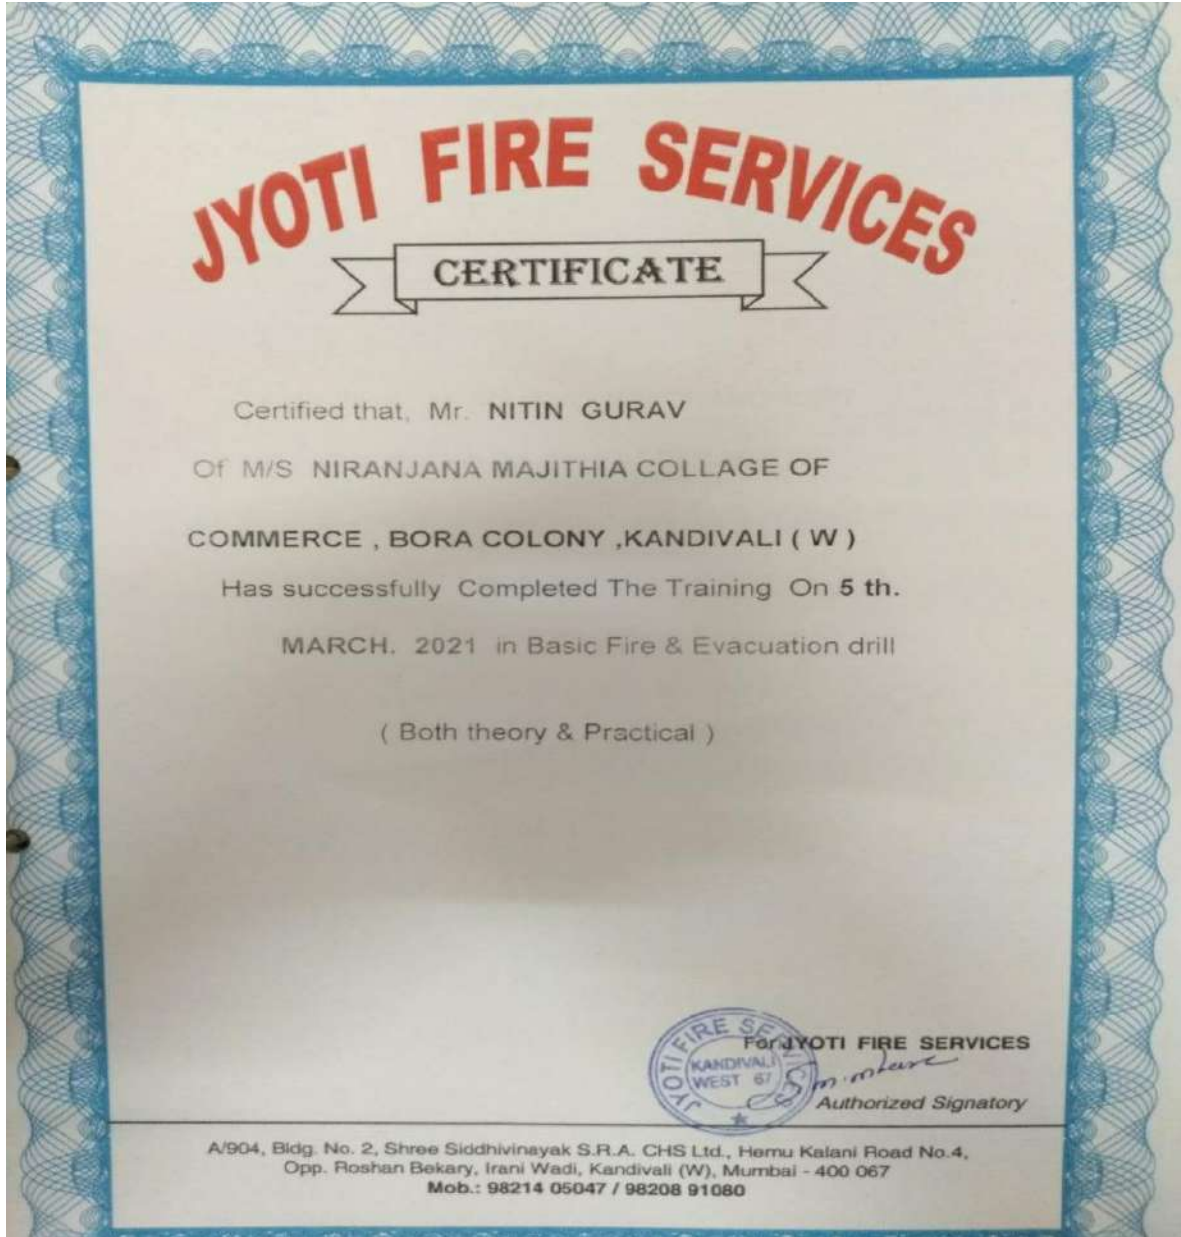 JYOTI FIRE SERVICES
CERTIFICATE
Certified that, Mr. NITIN GURAV
Of M/S NIRANJANA MAJITHIA COLLAGE OF
COMMERCE , BORA COLONY ,KANDIVALI ( W )
Has successfully Completed The Training On 5 th.
MARCH. 2021 in Basic Fire & Evacuation drill
( Both theory & Practical )
JYOTI FIRE SERVICES
KANDIVALI
WEST 67
For JYOTI FIRE SERVICES
Authorized Signatory
A/904, Bldg. No. 2, Shree Siddhivinayak S.R.A. CHS Ltd., Hemu Kalani Road No.4,
Opp. Roshan Bekary, Irani Wadi, Kandivali (W), Mumbai - 400 067
Mob.: 98214 05047 / 98208 91080